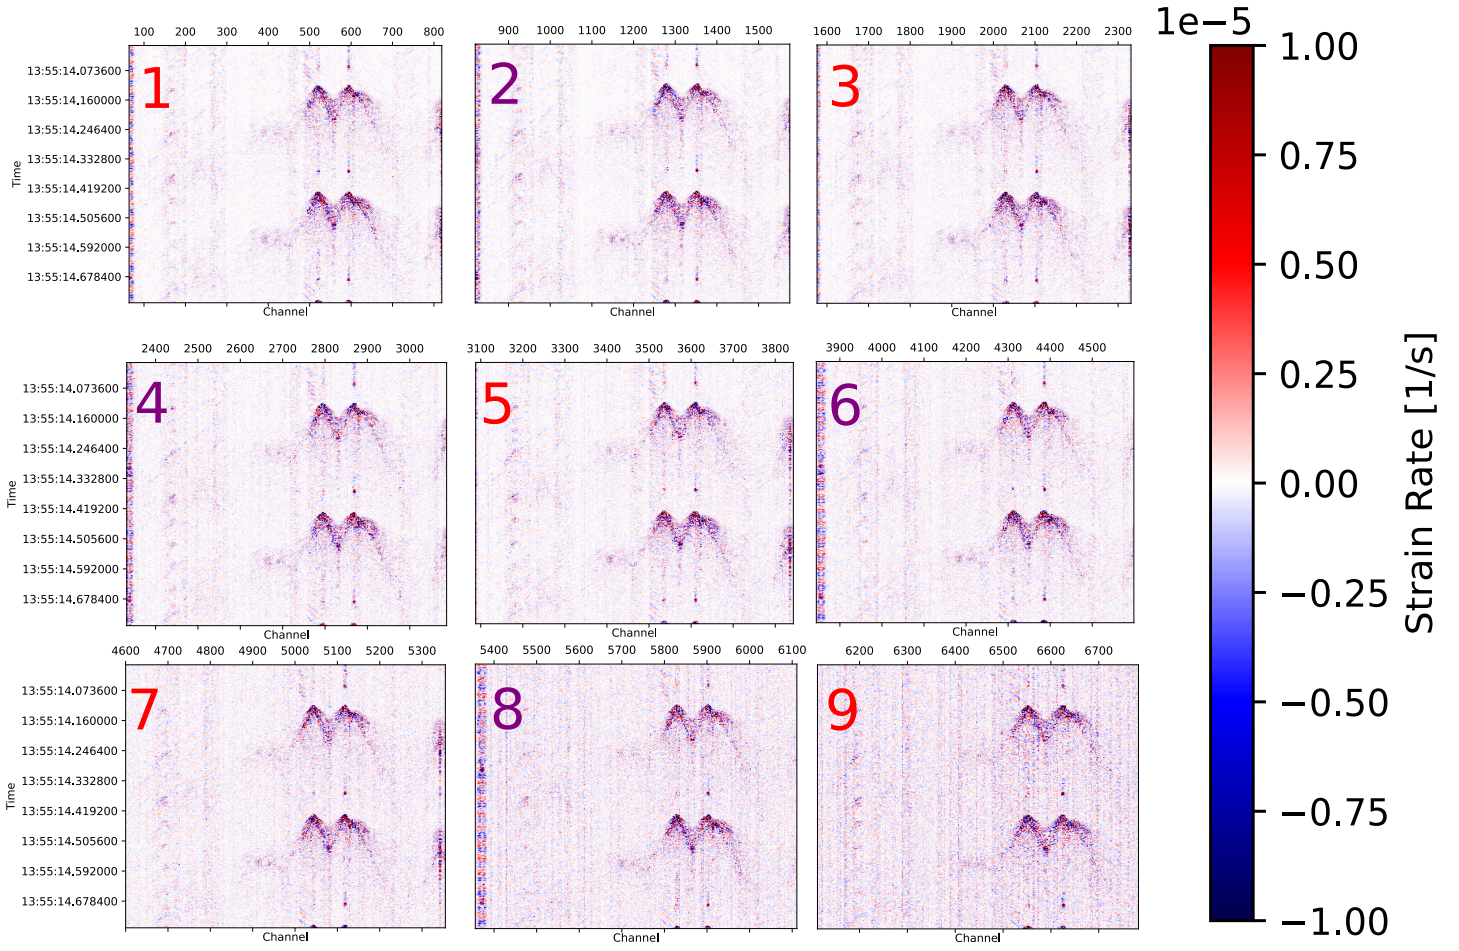 1e−5
100 200 300 400 500 600 700 800
900 1000 1100 1200 1300 1400 1500
1600 1700 1800 1900 2000 2100 2200 2300
1
2
3
13:55:14.073600
13:55:14.160000
13:55:14.246400
13:55:14.332800
13:55:14.419200
13:55:14.505600
13:55:14.592000
13:55:14.678400
Time
Channel
Channel
Channel
2400 2500 2600 2700 2800 2900 3000
3100 3200 3300 3400 3500 3600 3700 3800
3900 4000 4100 4200 4300 4400 4500
4
5
6
13:55:14.073600
13:55:14.160000
13:55:14.246400
13:55:14.332800
13:55:14.419200
13:55:14.505600
13:55:14.592000
13:55:14.678400
Time
Channel
Channel
Channel
4600 4700 4800 4900 5000 5100 5200 5300
5400 5500 5600 5700 5800 5900 6000 6100
6200 6300 6400 6500 6600 6700
7
8
9
13:55:14.073600
13:55:14.160000
13:55:14.246400
13:55:14.332800
13:55:14.419200
13:55:14.505600
13:55:14.592000
13:55:14.678400
Time
Channel
Channel
Channel
1.00
0.75
0.50
0.25
0.00
−0.25
−0.50
−0.75
−1.00
Strain Rate [1/s]